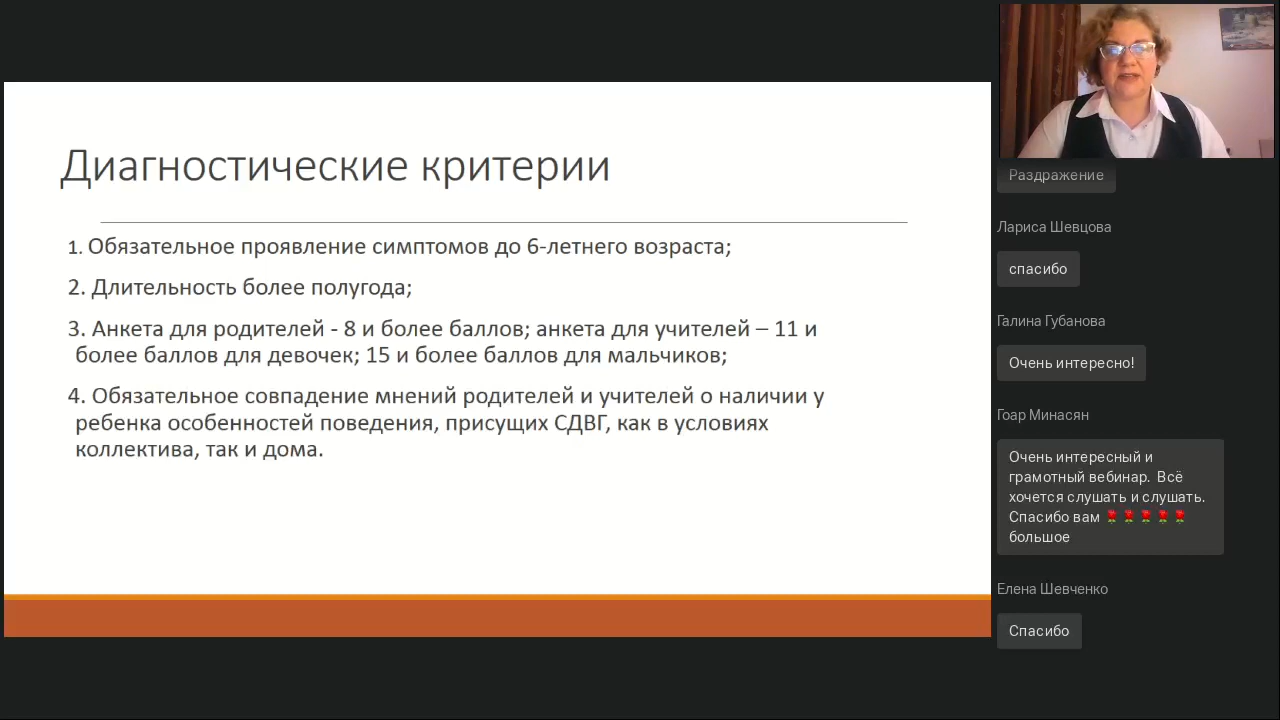 Диагностические критерии
1. Обязательное проявление симптомов до 6-летнего возраста;
2. Длительность более полугода;
3. Анкета для родителей - 8 и более баллов; анкета для учителей – 11 и
более баллов для девочек; 15 и более баллов для мальчиков;
4. Обязательное совпадение мнений родителей и учителей о наличии у
ребенка особенностей поведения, присущих СДВГ, как в условиях
коллектива, так и дома.
Раздражение
Лариса Шевцова
спасибо
Галина Губанова
Очень интересно!
Гоар Минасян
Очень интересный и
грамотный вебинар. Всё
хочется слушать и слушать.
Спасибо вам 🌹🌹🌹🌹🌹
большое
Елена Шевченко
Спасибо